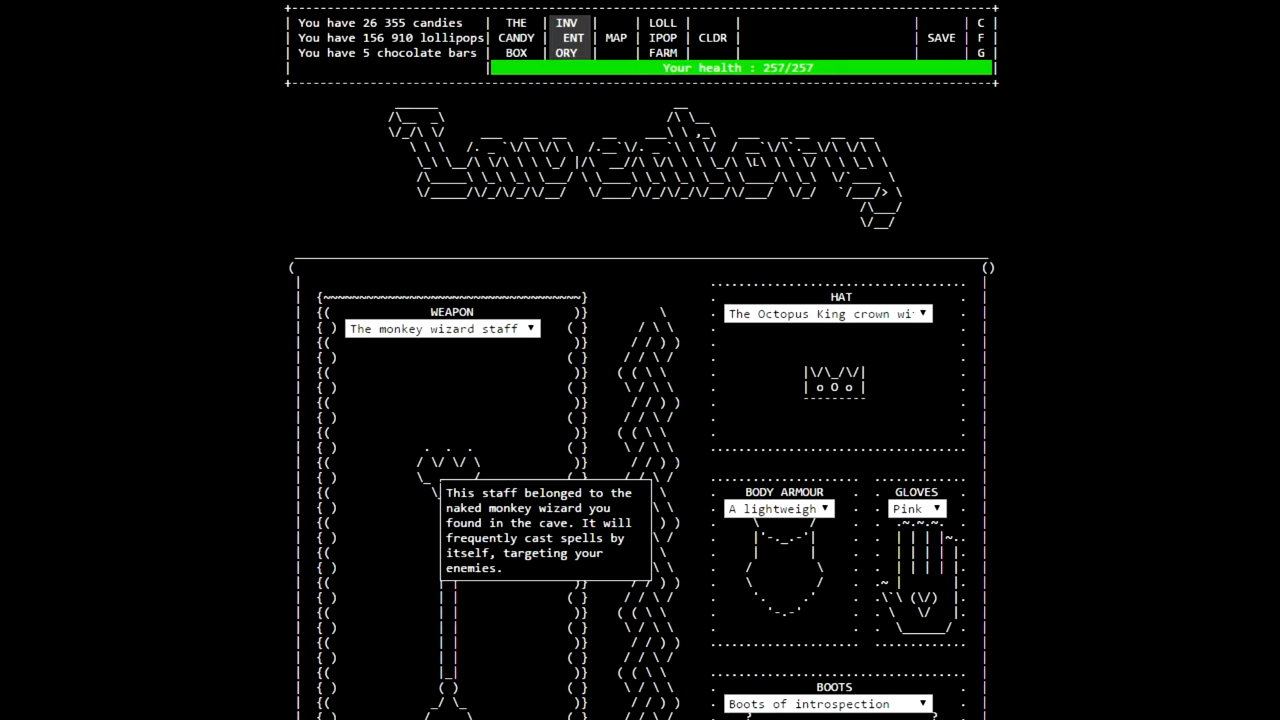 You have 26 355 candies
You have 156 910 lollipops
You have 5 chocolate bars
THE
CANDY
BOX
INV
ENT
ORY
MAP
LOLL
IPOP
FARM
CLDR
SAVE
C
F
G
Your health : 257/257
Inventory
WEAPON
The monkey wizard staff
HAT
The Octopus King crown wi
This staff belonged to the
naked monkey wizard you
found in the cave. It will
frequently cast spells by
itself, targeting your
enemies.
BODY ARMOUR
A lightweigh
GLOVES
Pink
BOOTS
Boots of introspection